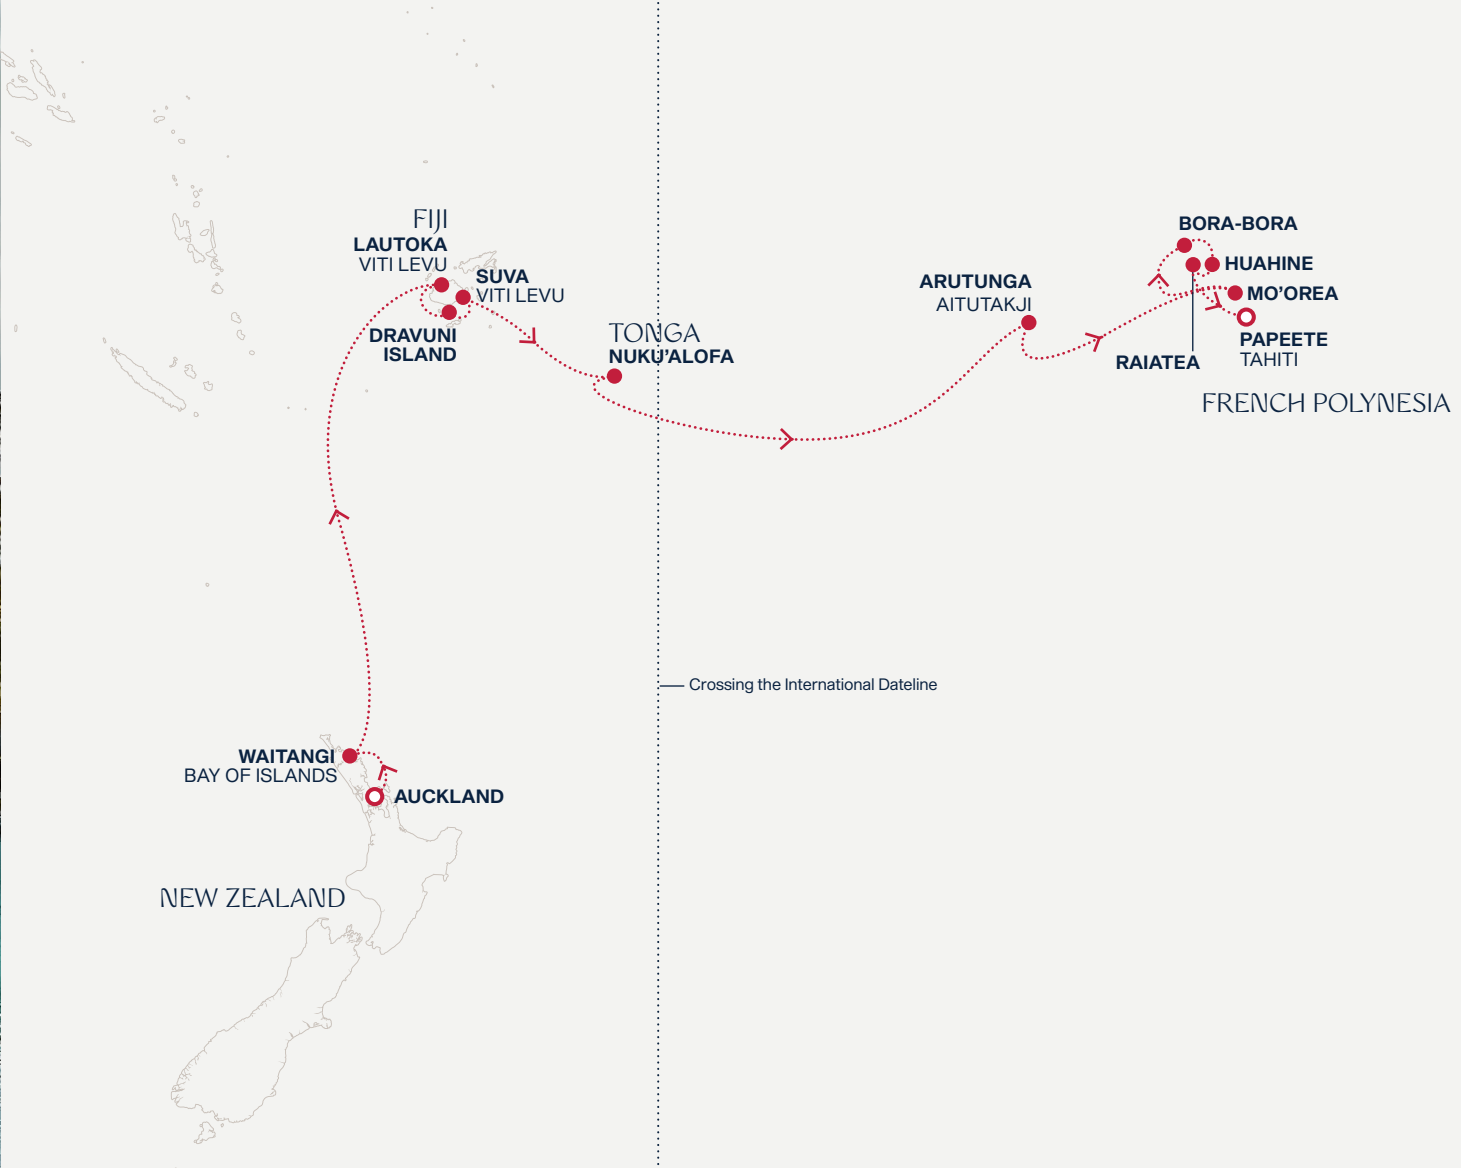 FIJI
LAUTOKA
VITI LEVU
SUVA
VITI LEVU
DRAVUNI
ISLAND
TONGA
NUKU’ALOFA
ARUTUNGA
AITUTAKJI
BORA-BORA
HUAHINE
MO’OREA
PAPEETE
TAHITI
RAIATEA
FRENCH POLYNESIA
Crossing the International Dateline
WAITANGI
BAY OF ISLANDS
AUCKLAND
NEW ZEALAND